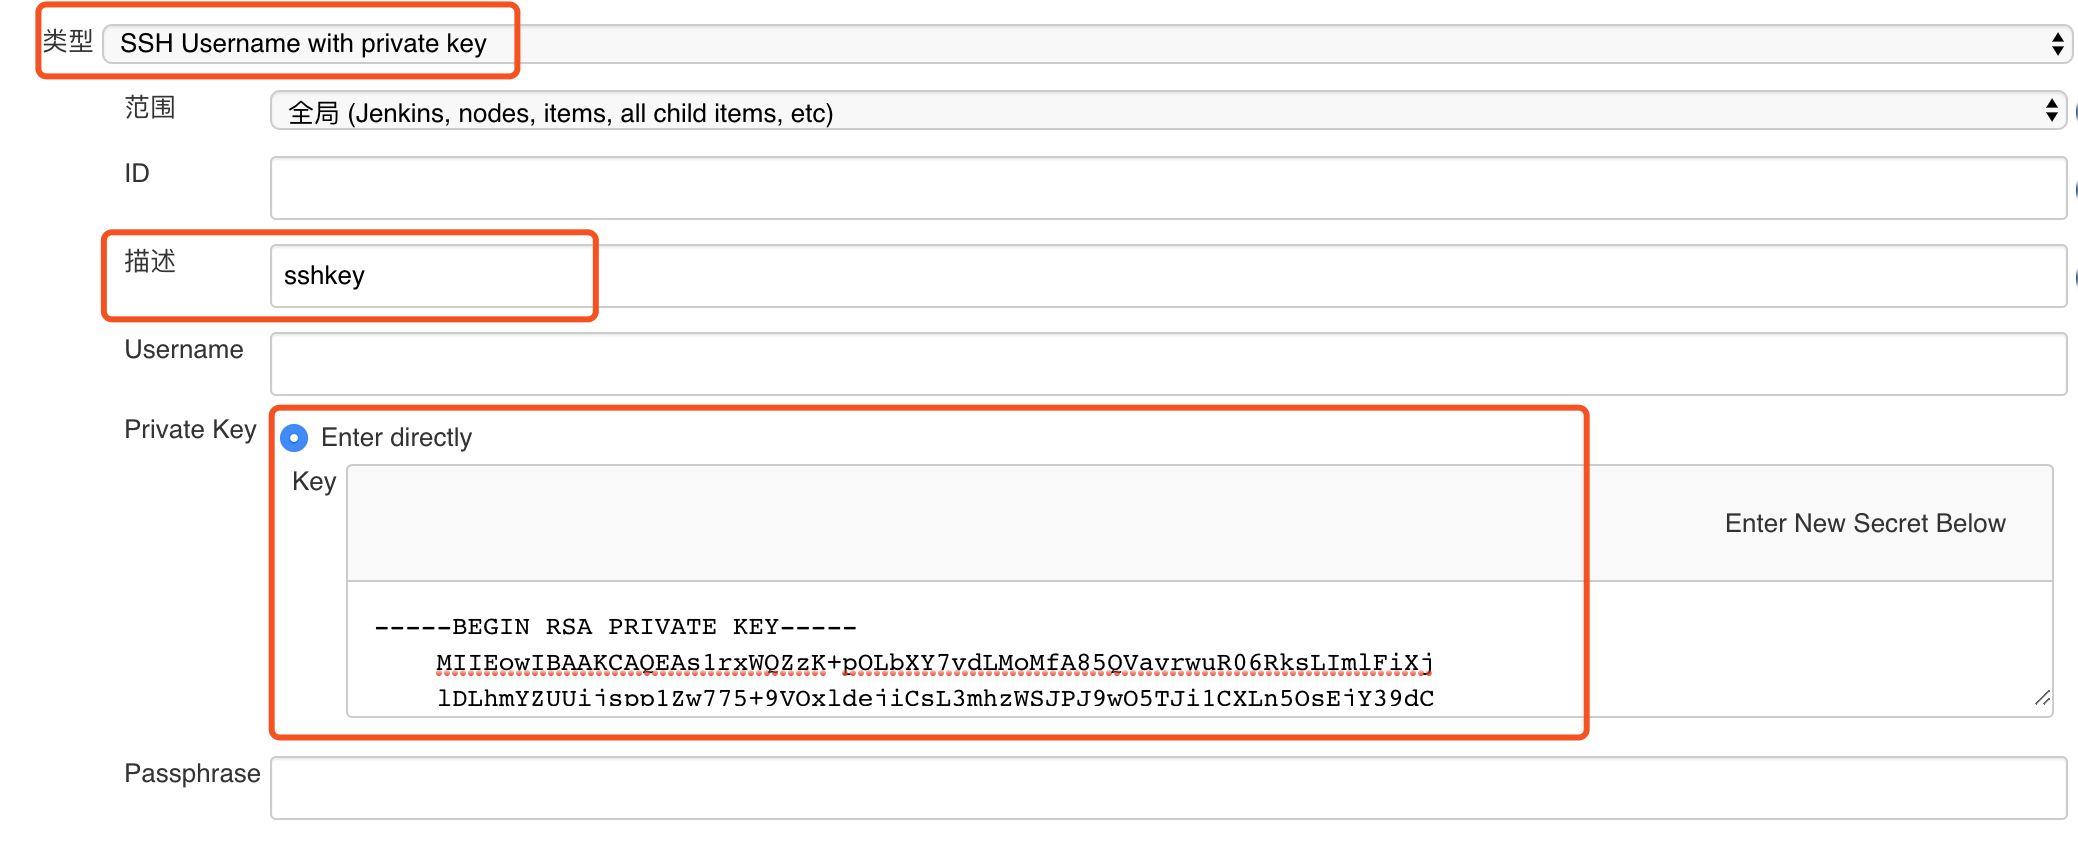 类型 SSH Username with private key
范围 全局 (Jenkins, nodes, items, all child items, etc)
ID
描述 sshkey
Username
Private Key Enter directly
Key
Enter New Secret Below
-----BEGIN RSA PRIVATE KEY-----
MIIEowIBAAKCAQEAs1rxWQZzK+pOLbXY7vdLMoMfA85QVavrwuR06RksLImlFiXj
lDLhmYZUUijspp1Zw775+9VOxldejiCsL3mhzWSJPJ9wO5TJi1CXLn5OsEjY39dC
Passphrase